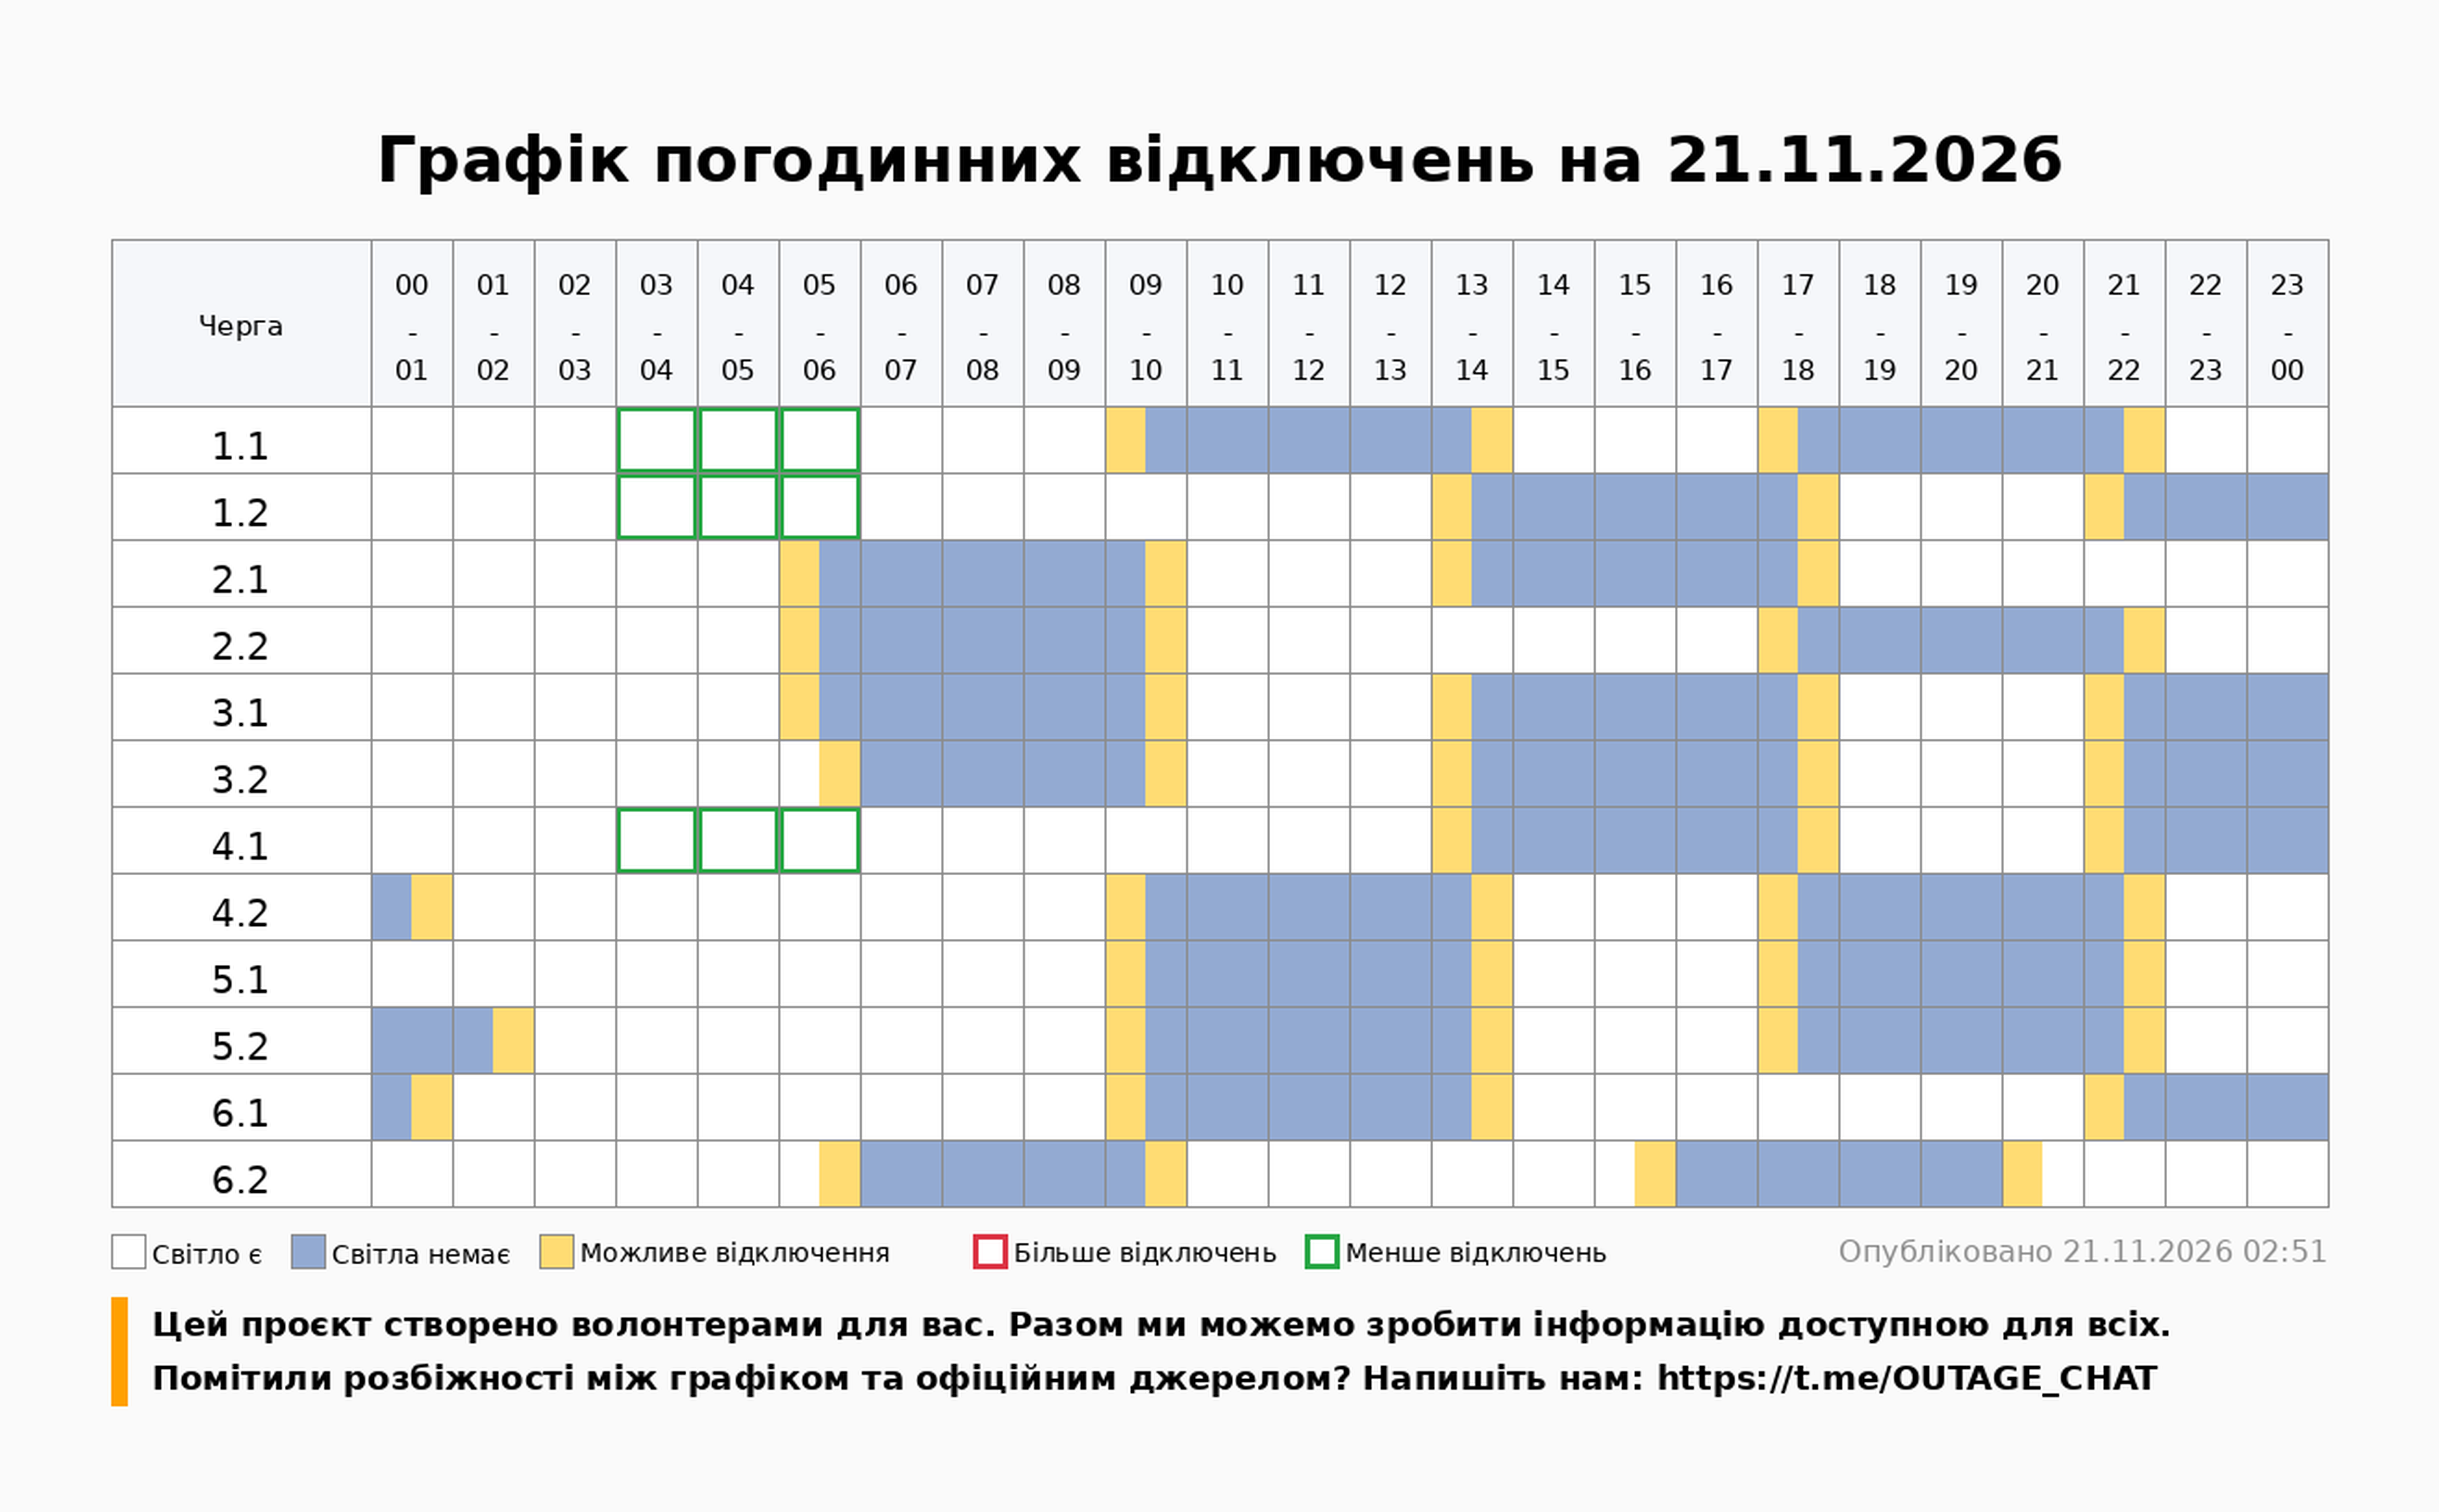 Графік погодинних відключень на 21.11.2026
Черга
00 - 01
01 - 02
02 - 03
03 - 04
04 - 05
05 - 06
06 - 07
07 - 08
08 - 09
09 - 10
10 - 11
11 - 12
12 - 13
13 - 14
14 - 15
15 - 16
16 - 17
17 - 18
18 - 19
19 - 20
20 - 21
21 - 22
22 - 23
23 - 00
1.1
1.2
2.1
2.2
3.1
3.2
4.1
4.2
5.1
5.2
6.1
6.2
Світло є Світла немає Можливе відключення Більше відключень Менше відключень Опубліковано 21.11.2026 02:51
Цей проєкт створено волонтерами для вас. Разом ми можемо зробити інформацію доступною для всіх.
Помітили розбіжності між графіком та офіційним джерелом? Напишіть нам: https://t.me/OUTAGE_CHAT